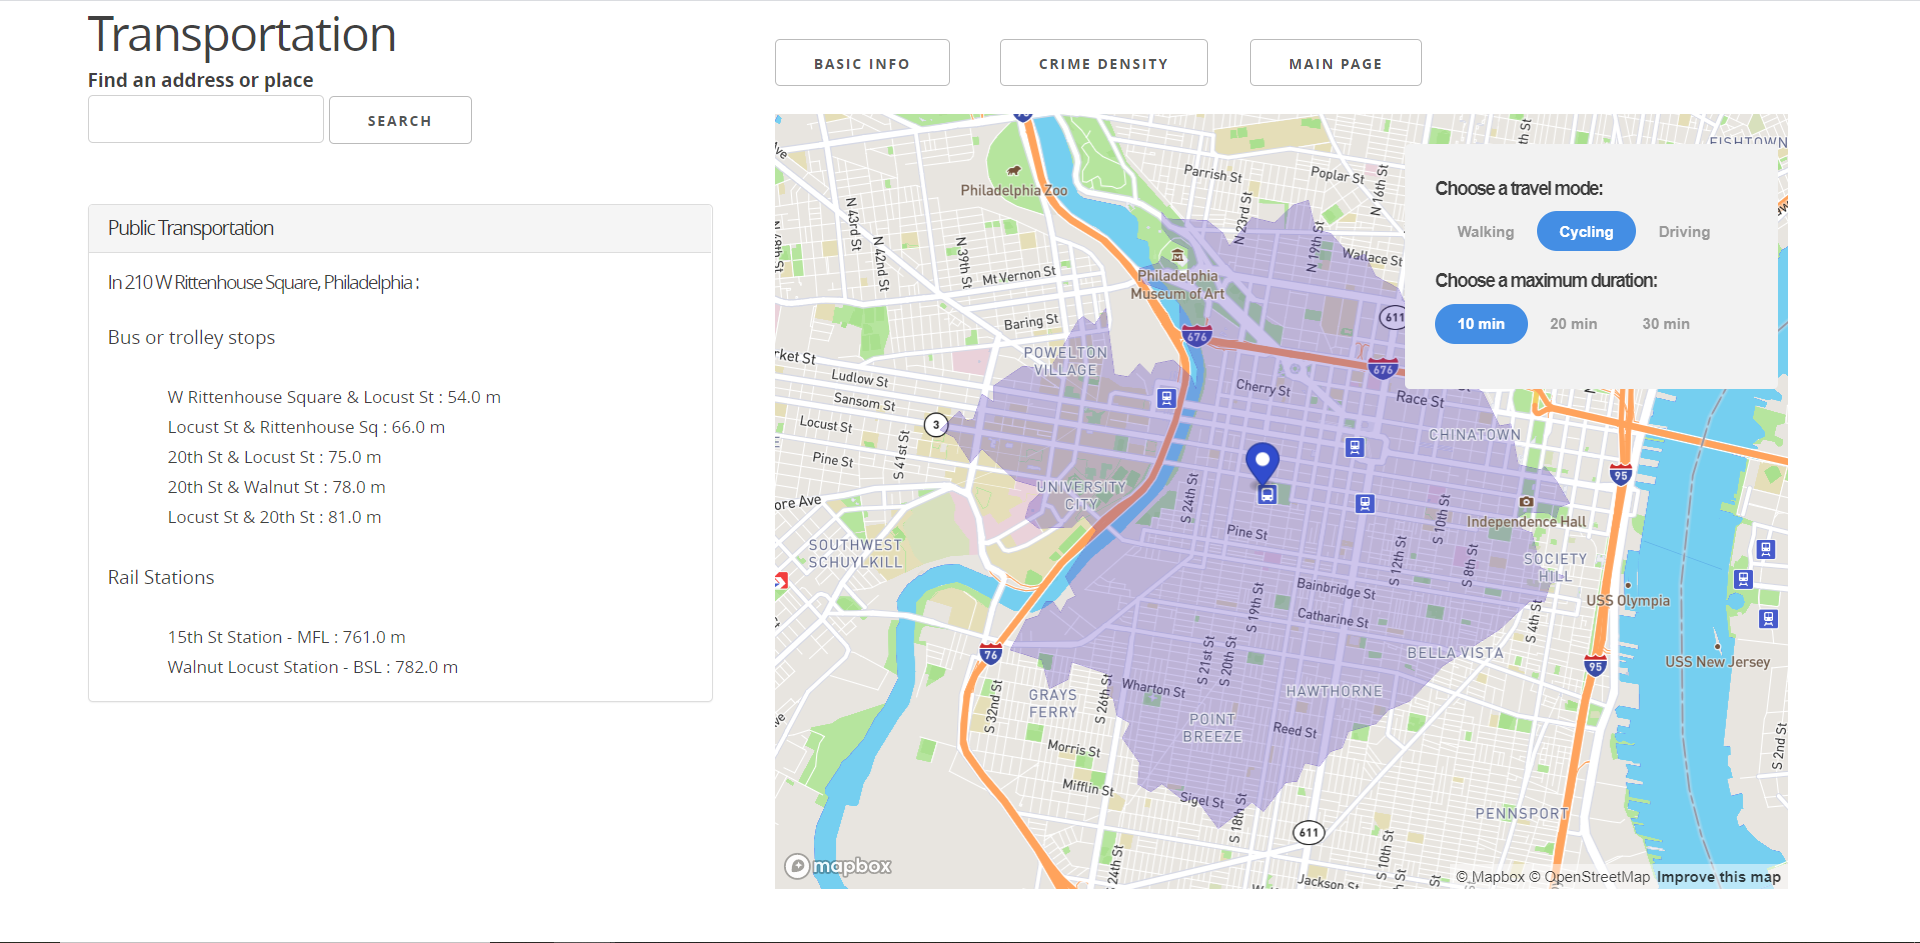 Transportation
Find an address or place
SEARCH
BASIC INFO
CRIME DENSITY
MAIN PAGE
Public Transportation
In 210 W Rittenhouse Square, Philadelphia :
Bus or trolley stops
W Rittenhouse Square & Locust St : 54.0 m
Locust St & Rittenhouse Sq : 66.0 m
20th St & Locust St : 75.0 m
20th St & Walnut St : 78.0 m
Locust St & 20th St : 81.0 m
Rail Stations
15th St Station - MFL : 761.0 m
Walnut Locust Station - BSL : 782.0 m
Choose a travel mode:
Walking Cycling Driving
Choose a maximum duration:
10 min 20 min 30 min
FISHTOWN
Philadelphia Zoo
Parrish St
Poplar St
N 16th St
N 43rd St
N 42nd St
N 39th St
N 23rd St
N 19th St
Wallace St
Mt Vernon St
Philadelphia
Museum of Art
Baring St
611
676
676
POWELTON
VILLAGE
ket St
Ludlow St
Sansom St
Locust St
Pine St
3
S 41st St
Cherry St
Race St
CHINATOWN
95
UNIVERSITY
CITY
S 24th St
ore Ave
Pine St
S 10th St
Independence Hall
SOUTHWEST
SCHUYLKILL
S 12th St
S 8th St
SOCIETY
HILL
Bainbridge St
Catharine St
S 19th St
USS Olympia
S 4th St
76
S 21st St
S 20th St
BELLA VISTA
95
USS New Jersey
GRAYS
FERRY
S 32nd St
S 26th St
Wharton St
HAWTHORNE
POINT
BREEZE
Reed St
Morris St
S 2nd St
Mifflin St
Sigel St
S 18th St
PENNSPORT
611
S 24th St
S 10th St
Jackson St
mapbox
© Mapbox © OpenStreetMap Improve this map